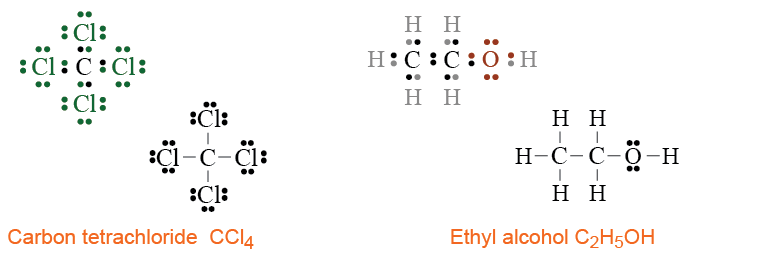 Cl
Cl C Cl
Cl
H H
H C C O H
H H
Cl
Cl C Cl
Cl
H H
H C C O H
H H
Carbon tetrachloride CCl4
Ethyl alcohol C2H5OH